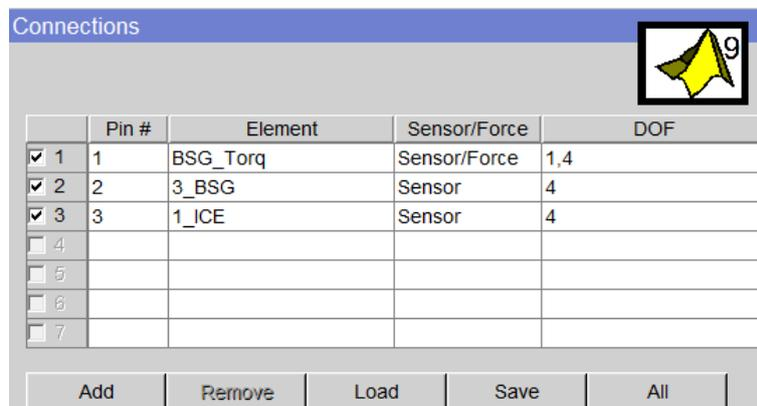 Connections
9
Pin # Element Sensor/Force DOF
1 1 BSG_Torq Sensor/Force 1,4
2 2 3_BSG Sensor 4
3 3 1_ICE Sensor 4
4
5
6
7
Add Remove Load Save All